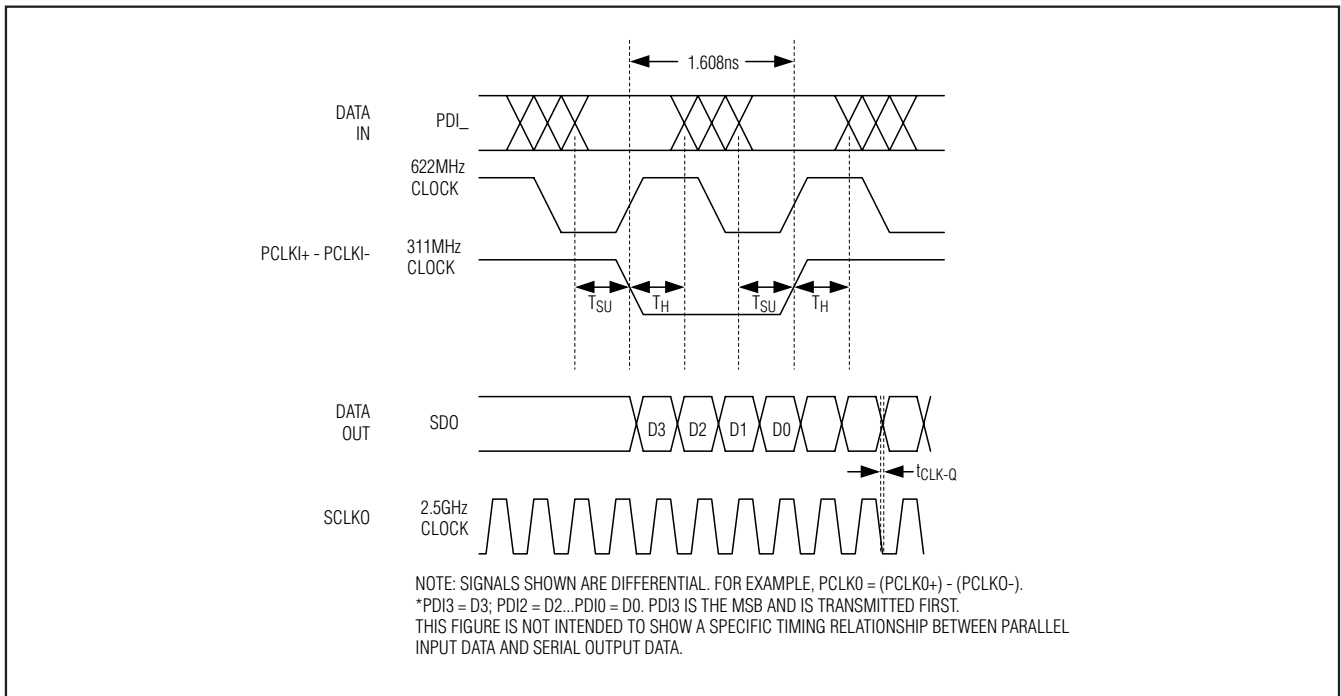 1.608ns
DATA
IN
PDI_
622MHz
CLOCK
PCLKI+ - PCLKI-
311MHz
CLOCK
TSU
TH
TSU
TH
DATA
OUT
SDO
D3
D2
D1
D0
tCLK-Q
SCLKO
2.5GHz
CLOCK
NOTE: SIGNALS SHOWN ARE DIFFERENTIAL. FOR EXAMPLE, PCLK0 = (PCLK0+) - (PCLKO-).
*PDI3 = D3; PDI2 = D2...PDI0 = D0. PDI3 IS THE MSB AND IS TRANSMITTED FIRST.
THIS FIGURE IS NOT INTENDED TO SHOW A SPECIFIC TIMING RELATIONSHIP BETWEEN PARALLEL
INPUT DATA AND SERIAL OUTPUT DATA.